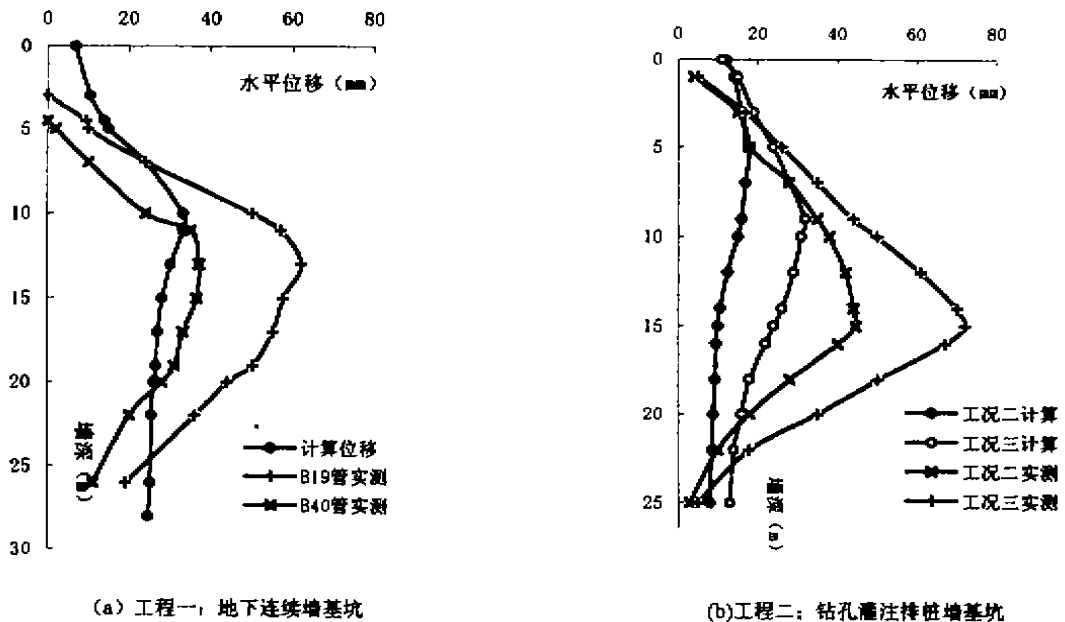 0 20 40 60 80
水平位移（mm）
0
5
10
15
20
25
30
墙深（m）
计算位移
B19管实测
B40管实测
（a）工程一：地下连续墙基坑
0 20 40 60 80
水平位移（mm）
0
5
10
15
20
25
墙深（m）
工况二计算
工况三计算
工况二实测
工况三实测
(b)工程二：钻孔灌注排桩墙基坑